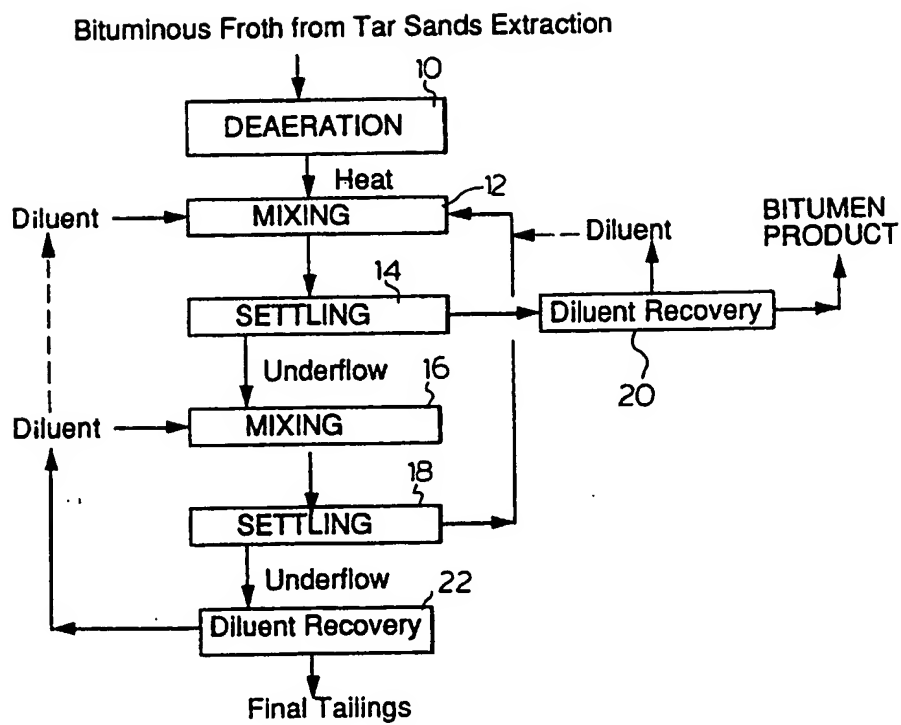 Bituminous Froth from Tar Sands Extraction
10
DEAERATION
Heat
12
Diluent
MIXING
Diluent
BITUMEN
PRODUCT
14
SETTLING
Diluent Recovery
20
Underflow
16
Diluent
MIXING
18
SETTLING
Underflow
22
Diluent Recovery
Final Tailings